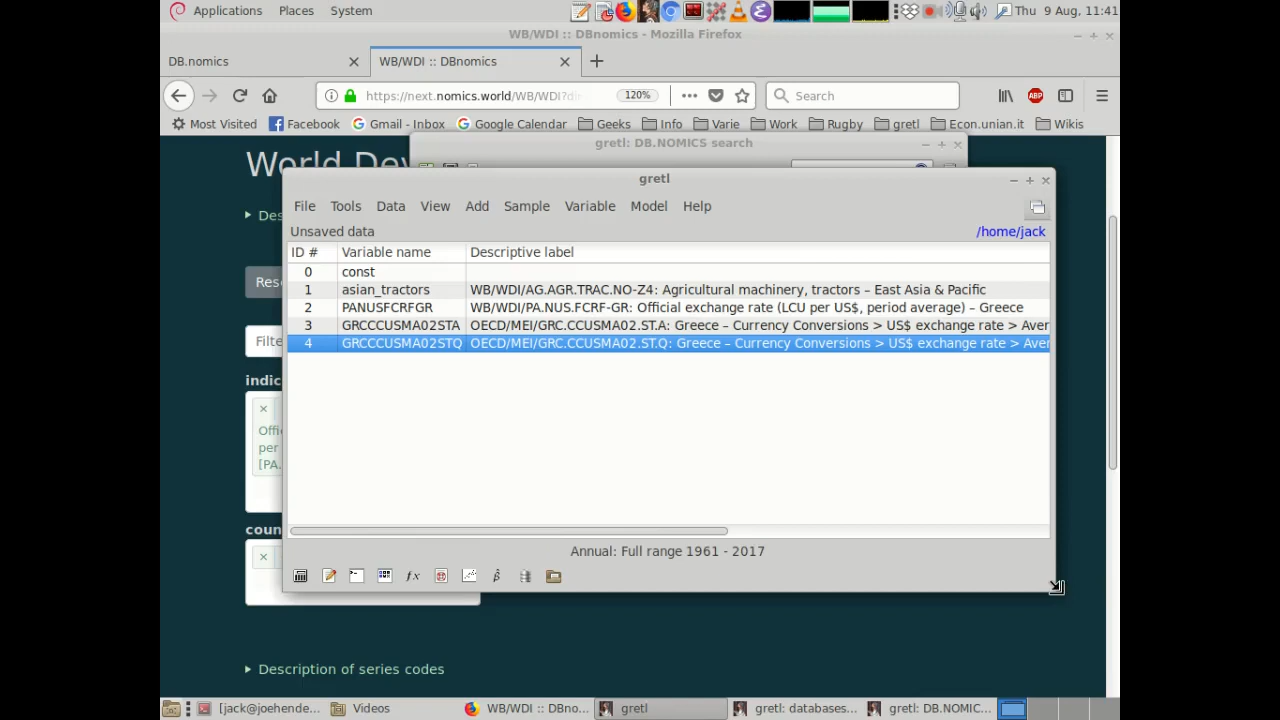 Applications Places System Thu 9 Aug, 11:41
WB/WDI :: DBnomics - Mozilla Firefox
DB.nomics WB/WDI :: DBnomics
https://next.nomics.world/WB/WDI?di 120% Search
Most Visited Facebook Gmail - Inbox Google Calendar Geeks Info Varie Work Rugby gretl Econ.unian.it Wikis
gretl: DB.NOMICS search
World Dev
gretl
File Tools Data View Add Sample Variable Model Help
Des
Unsaved data /home/jack
ID # Variable name Descriptive label
0 const
Res
1 asian_tractors WB/WDI/AG.AGR.TRAC.NO-Z4: Agricultural machinery, tractors – East Asia & Pacific
2 PANUSFCRFGR WB/WDI/PA.NUS.FCRF-GR: Official exchange rate (LCU per US$, period average) – Greece
3 GRCCCUSMA02STA OECD/MEI/GRC.CCUSMA02.ST.A: Greece – Currency Conversions > US$ exchange rate > Aver
Filte
4 GRCCCUSMA02STQ OECD/MEI/GRC.CCUSMA02.ST.Q: Greece – Currency Conversions > US$ exchange rate > Aver
indic
Offi
per
[PA.
coun
Annual: Full range 1961 - 2017
Description of series codes
[jack@joehende... Videos WB/WDI :: DBno... gretl gretl: databases... gretl: DB.NOMIC...